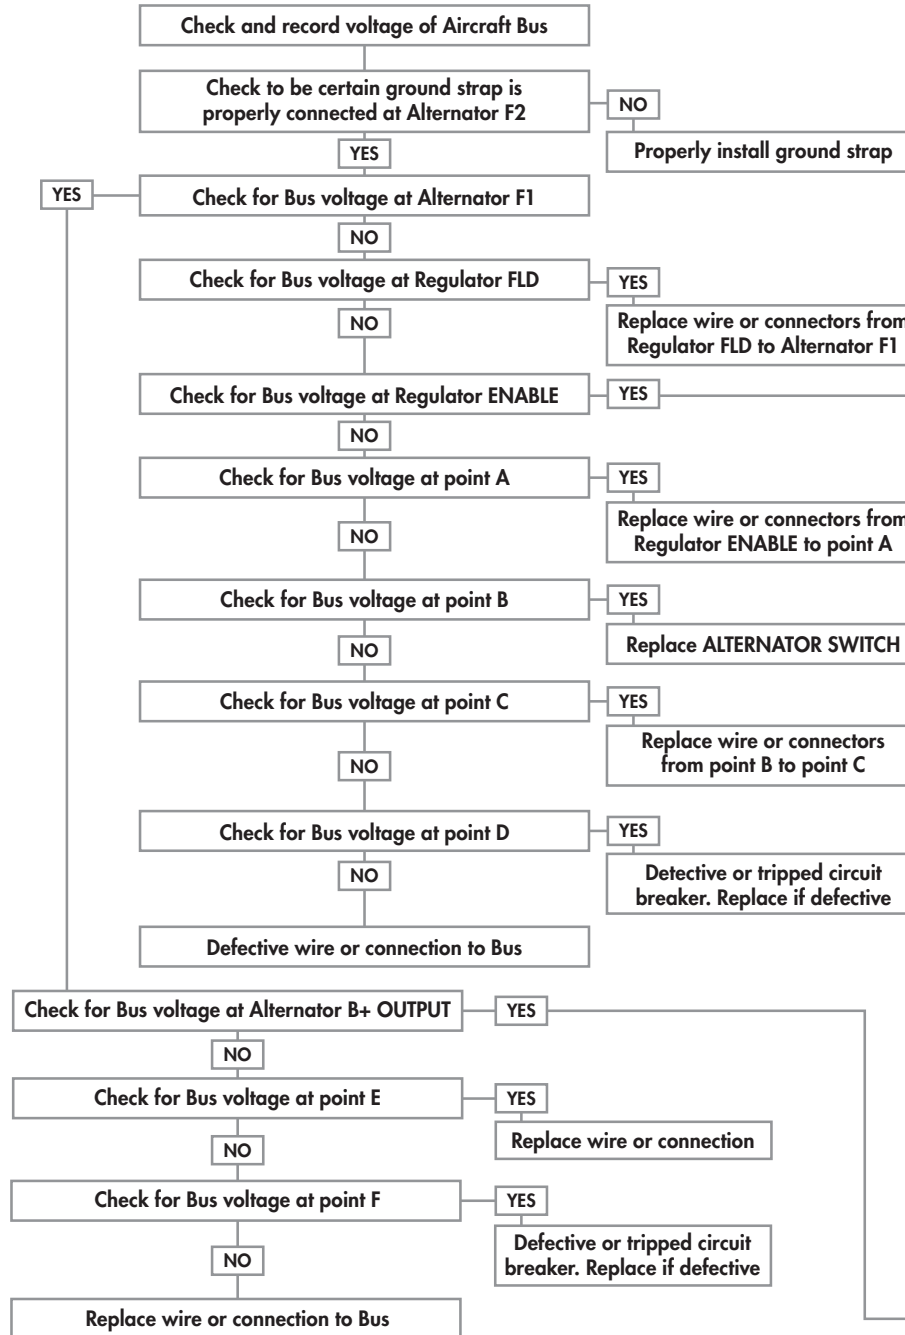 Check and record voltage of Aircraft Bus
Check to be certain ground strap is
properly connected at Alternator F2
NO
Properly install ground strap
YES
YES
Check for Bus voltage at Alternator F1
NO
Check for Bus voltage at Regulator FLD
YES
Replace wire or connectors from
Regulator FLD to Alternator F1
NO
Check for Bus voltage at Regulator ENABLE
YES
NO
Check for Bus voltage at point A
YES
Replace wire or connectors from
Regulator ENABLE to point A
NO
Check for Bus voltage at point B
YES
Replace ALTERNATOR SWITCH
NO
Check for Bus voltage at point C
YES
Replace wire or connectors
from point B to point C
NO
Check for Bus voltage at point D
YES
Detective or tripped circuit
breaker. Replace if defective
NO
Defective wire or connection to Bus
Check for Bus voltage at Alternator B+ OUTPUT
YES
NO
Check for Bus voltage at point E
YES
Replace wire or connection
NO
Check for Bus voltage at point F
YES
Defective or tripped circuit
breaker. Replace if defective
NO
Replace wire or connection to Bus